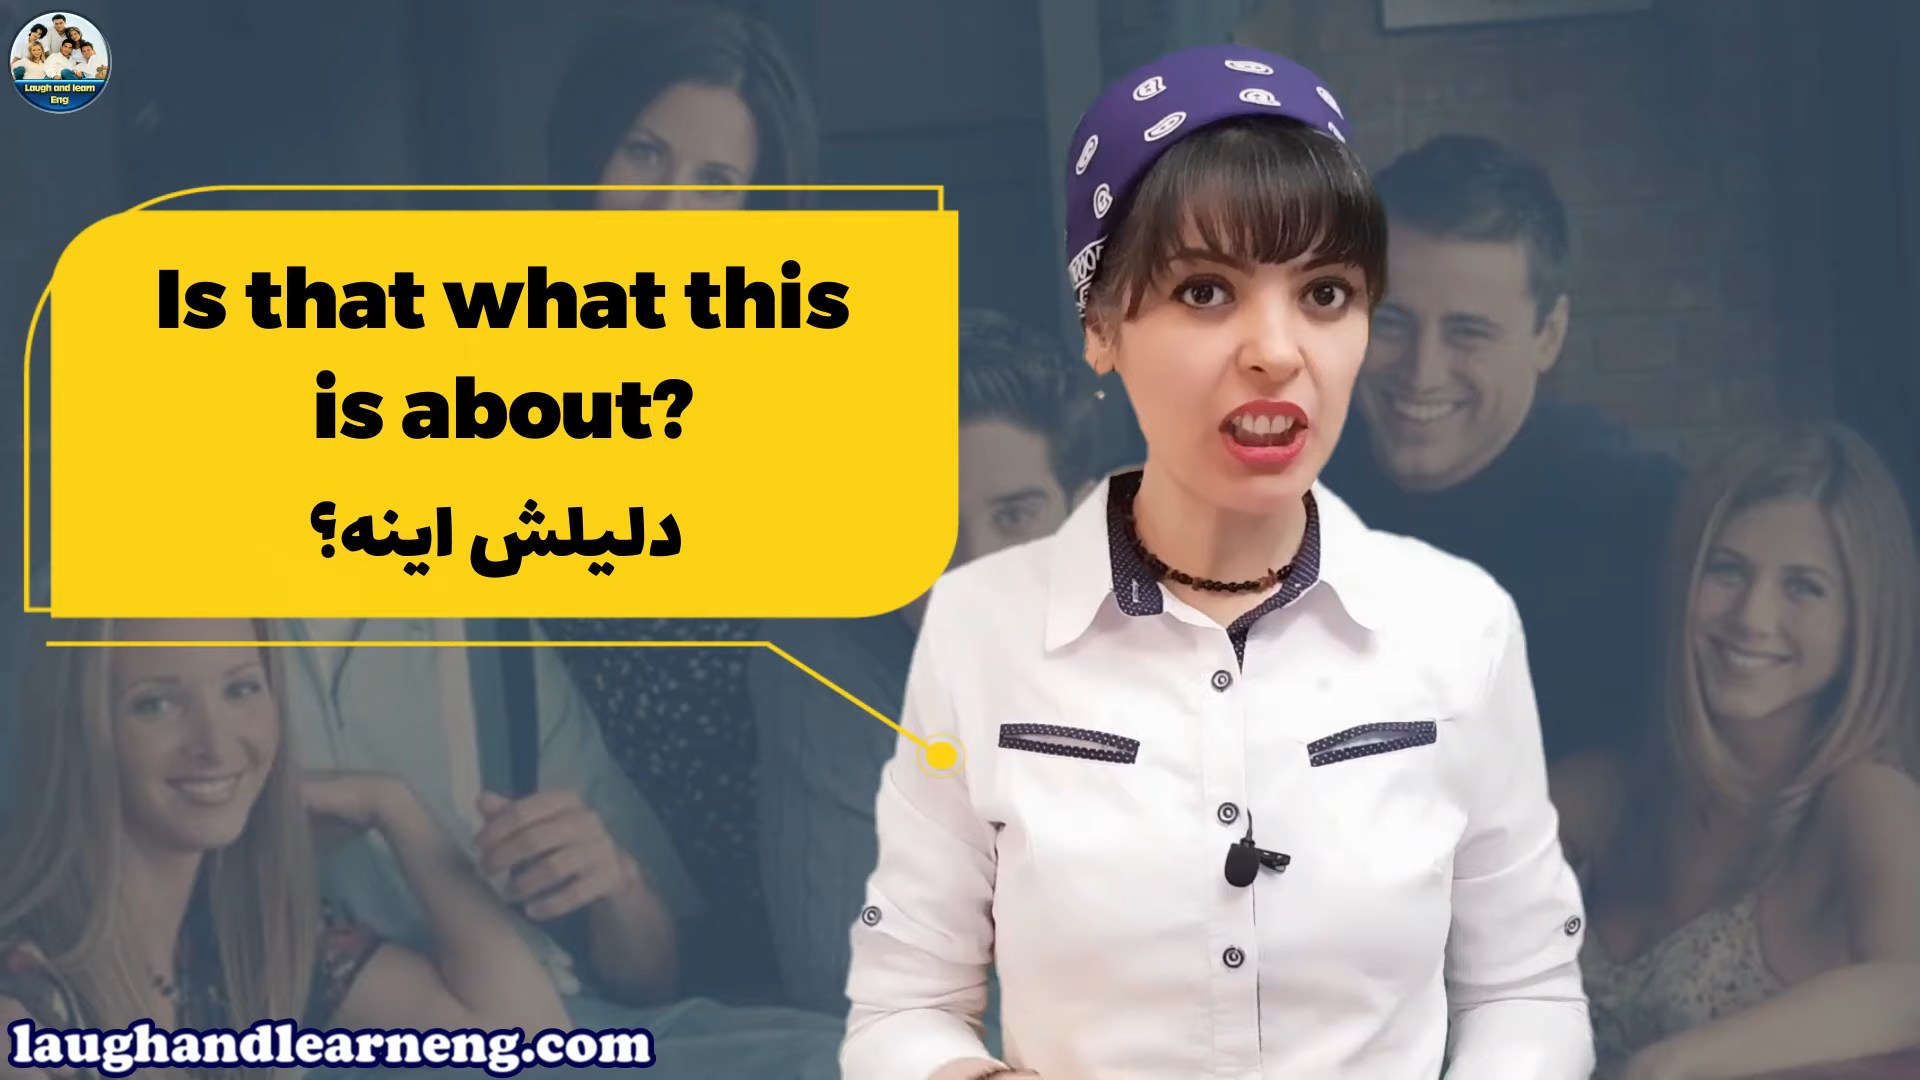 Laugh and learn
Eng
Is that what this
is about?
دلیلش اینه؟
laughandlearneng.com